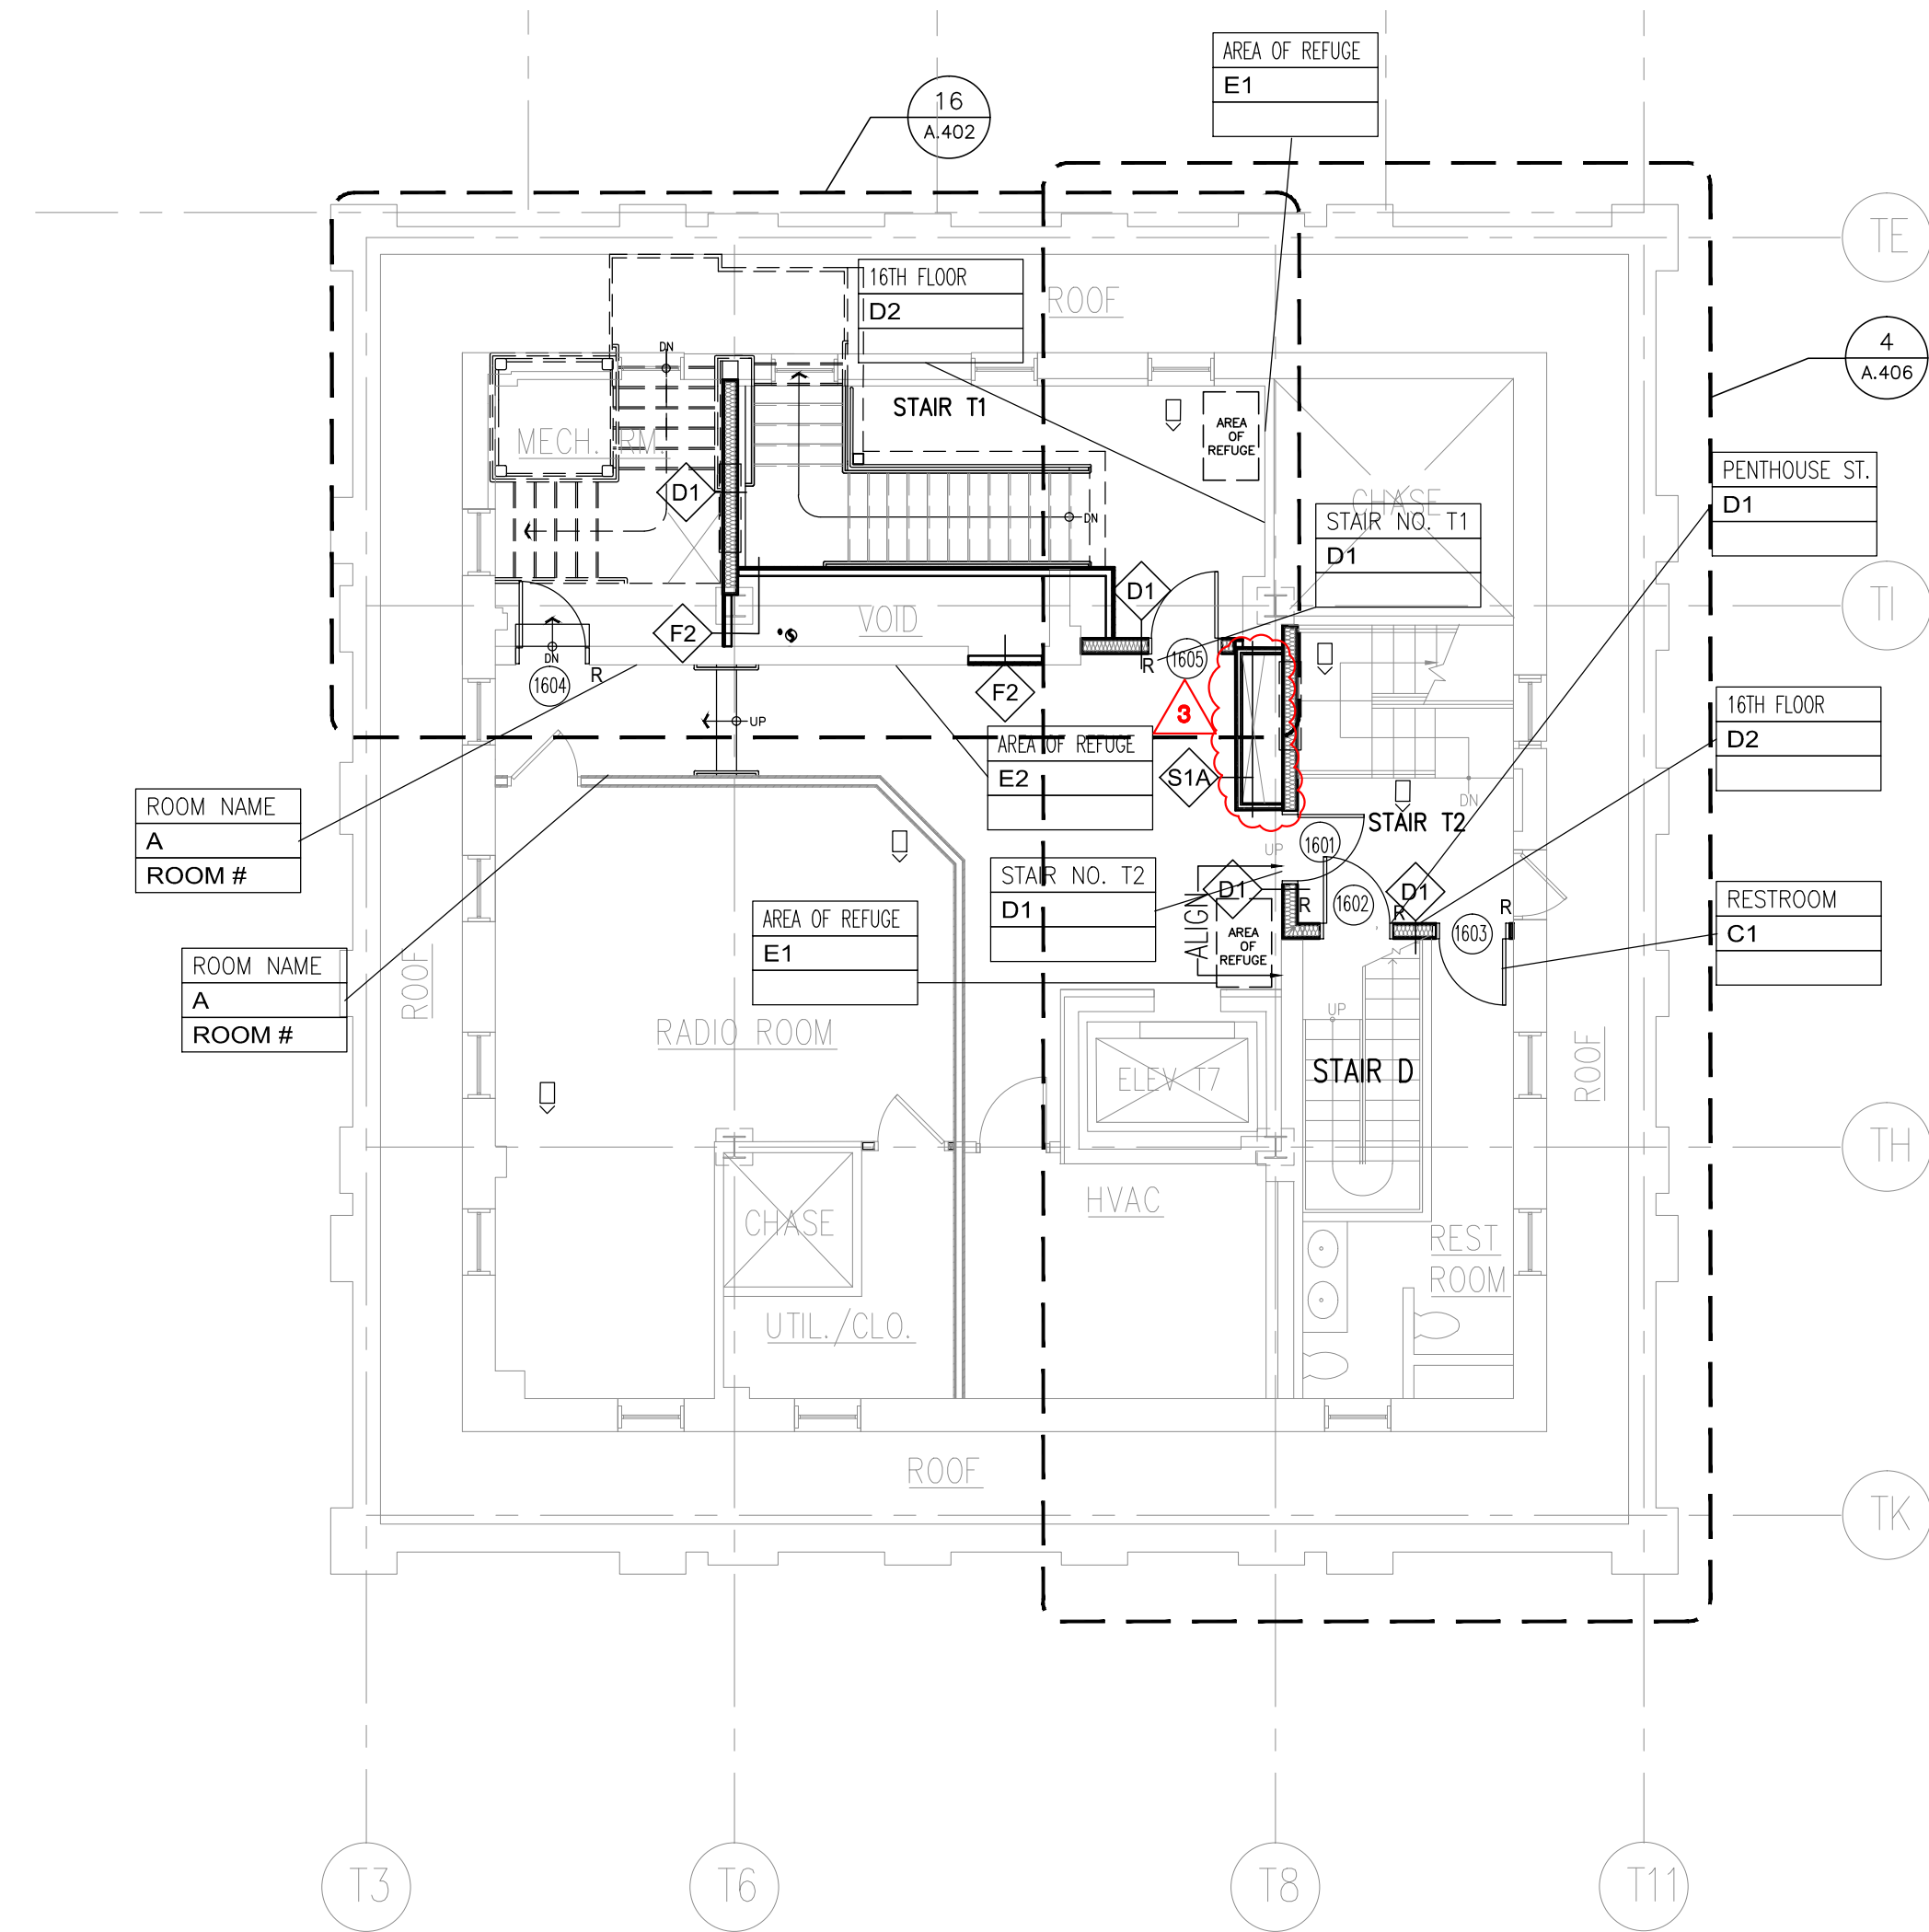 AREA OF REFUGE
E1
16
A.402
TE
16TH FLOOR
D2
ROOF
4
A.406
DN
STAIR T1
AREA
OF
REFUGE
MECH. RM.
PENTHOUSE ST.
D1
D1
CHASE
STAIR NO. T1
D1
DN
D1
TI
F2
VOID
R
1605
DN
R
1604
F2
3
16TH FLOOR
D2
UP
AREA OF REFUGE
E2
S1A
ROOM NAME
A
ROOM #
DN
STAIR T2
UP
1601
STAIR NO. T2
D1
ALIGN
D1
R
1602
D1
R
R
1603
RESTROOM
C1
AREA OF REFUGE
E1
AREA
OF
REFUGE
ROOM NAME
A
ROOM #
ROOF
RADIO ROOM
UP
STAIR D
ELEV T7
ROOF
TH
HVAC
CHASE
REST
ROOM
UTIL./CLO.
ROOF
TK
T3
T6
T8
T11